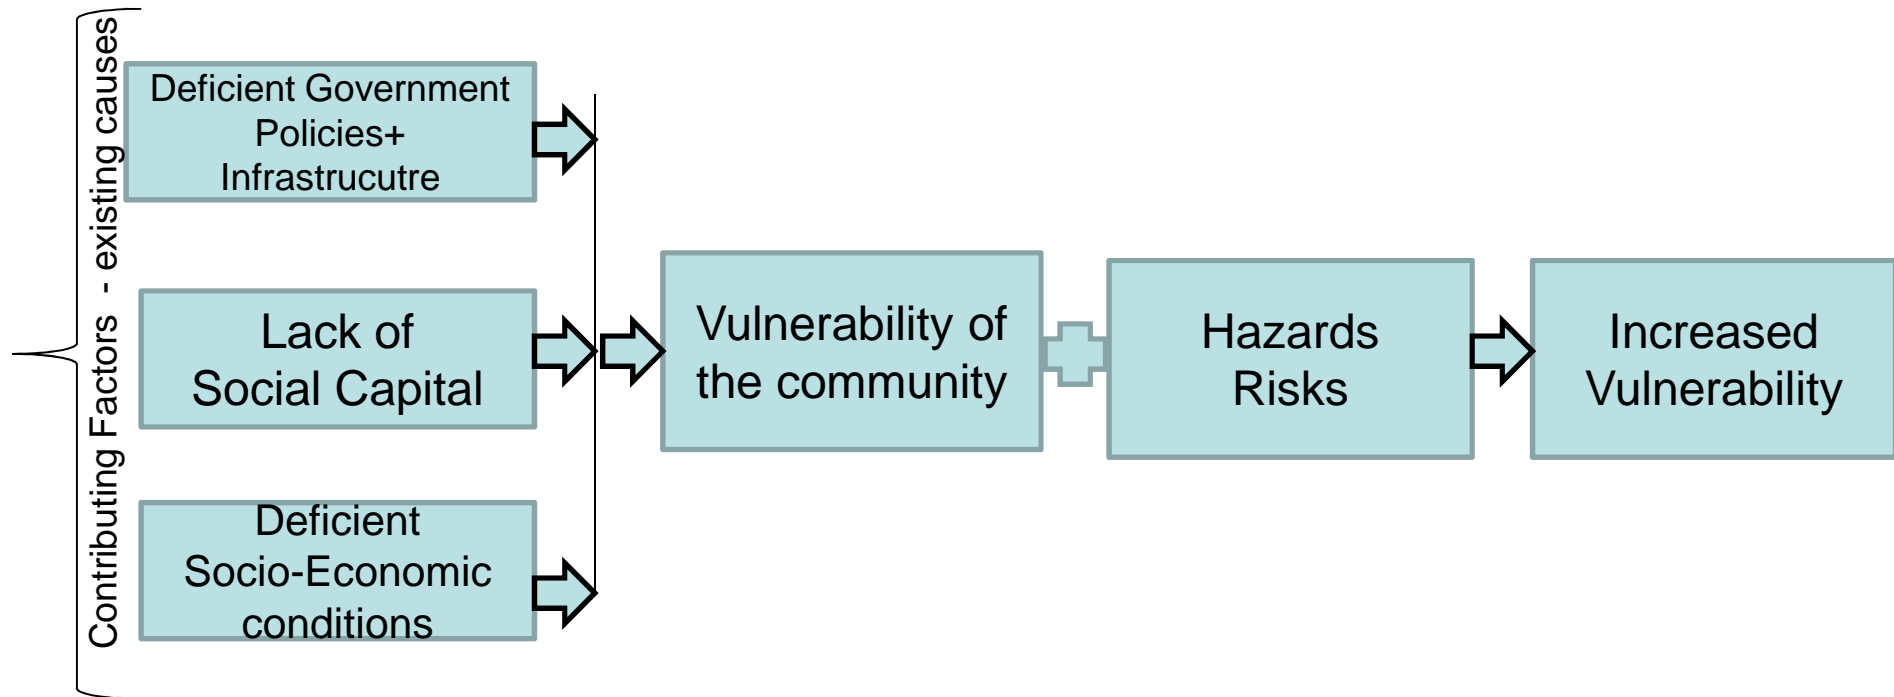 Contributing Factors - existing causes
Deficient Government
Policies+
Infrastrucutre
Lack of
Social Capital
Deficient
Socio-Economic
conditions
Vulnerability of
the community
Hazards
Risks
Increased
Vulnerability